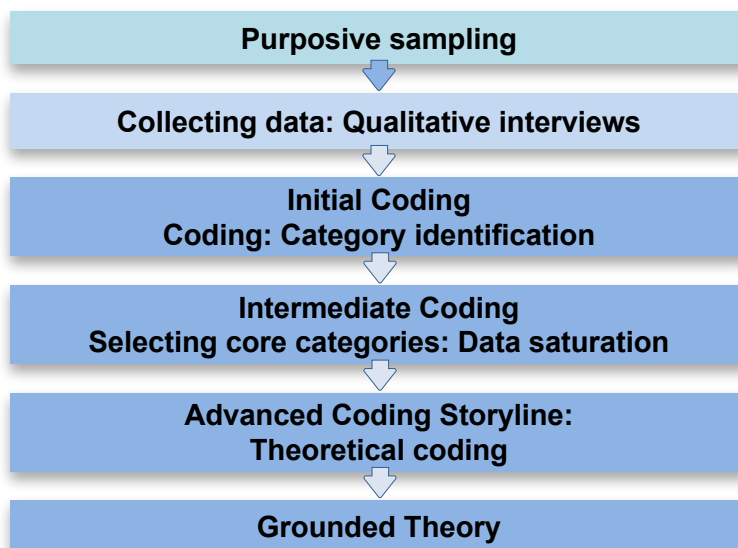 Purposive sampling
Collecting data: Qualitative interviews
Initial Coding
Coding: Category identification
Intermediate Coding
Selecting core categories: Data saturation
Advanced Coding Storyline:
Theoretical coding
Grounded Theory